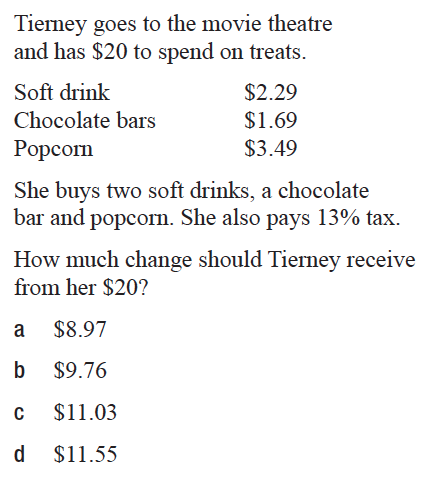 Tierney goes to the movie theatre
and has $20 to spend on treats.
Soft drink $2.29
Chocolate bars $1.69
Popcorn $3.49
She buys two soft drinks, a chocolate
bar and popcorn. She also pays 13% tax.
How much change should Tierney receive
from her $20?
a $8.97
b $9.76
c $11.03
d $11.55